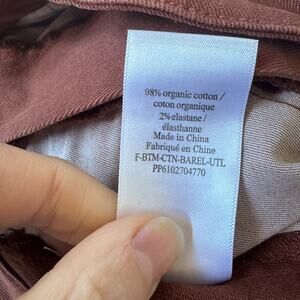 98% organic cotton /
coton organique
2% elastane /
élasthanne
Made in China
Fabriqué en Chine
F-BTM-CTN-BAREL-UTL
PP6102704770